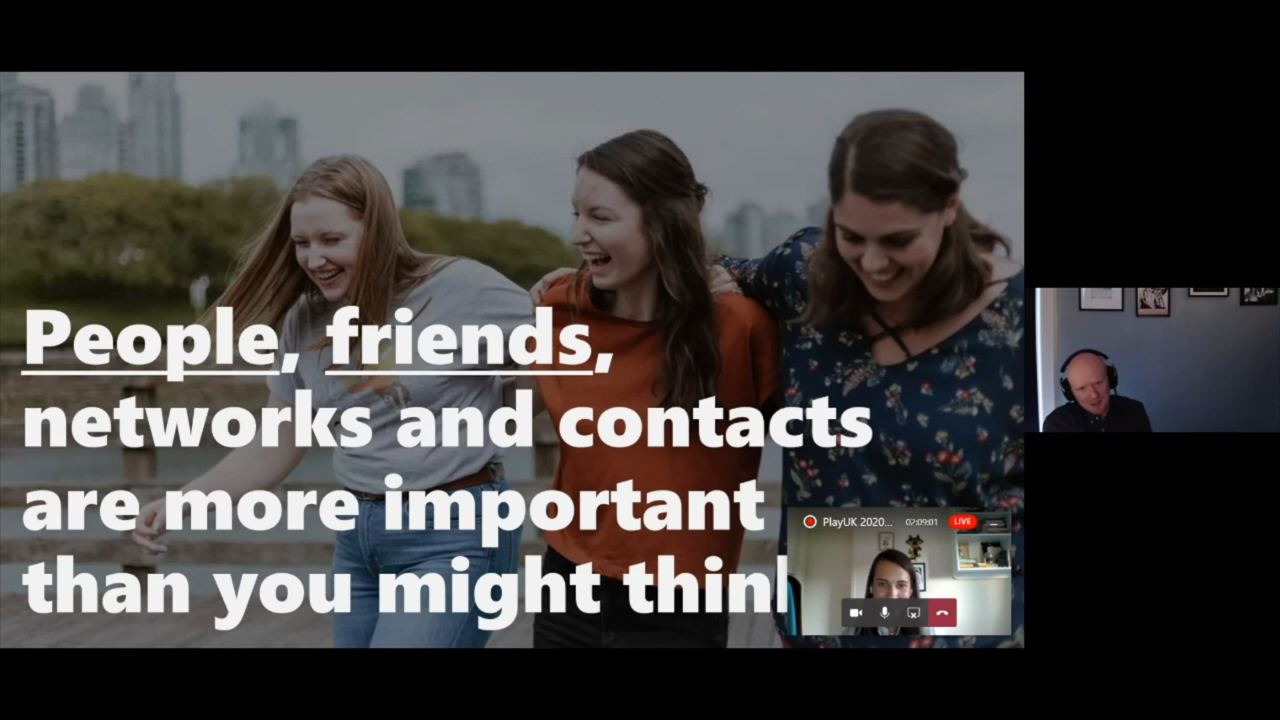 People, friends,
networks and contacts
are more important
than you might thin
PlayUK 2020... 02:09:01 LIVE